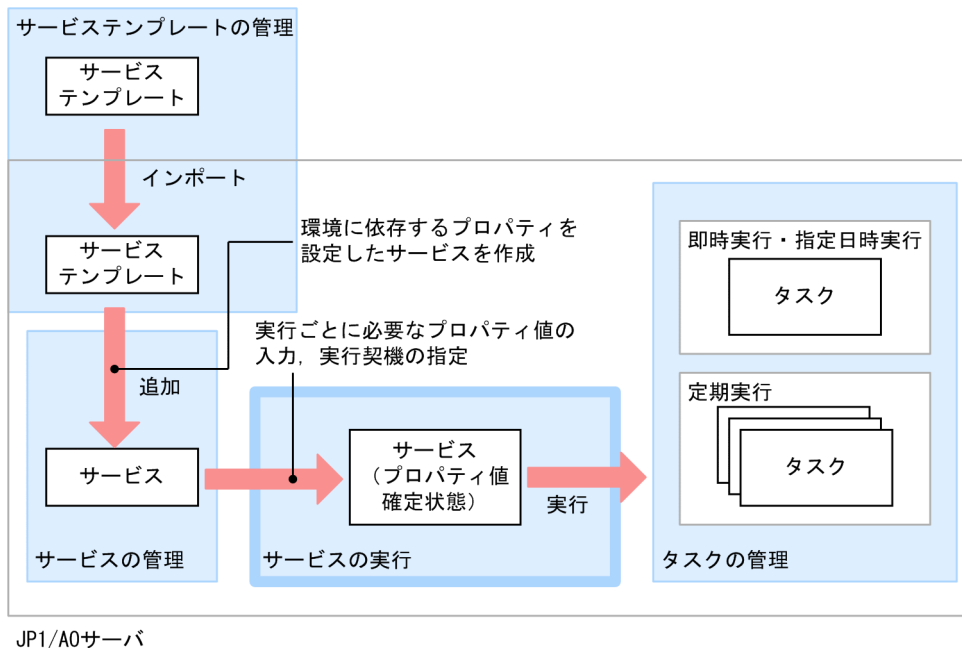 サービステンプレートの管理
サービス
テンプレート
インポート
サービス
テンプレート
環境に依存するプロパティを
設定したサービスを作成
実行ごとに必要なプロパティ値の
入力，実行契機の指定
追加
サービス
サービスの管理
サービス
（プロパティ値
確定状態）
実行
サービスの実行
即時実行・指定日時実行
タスク
定期実行
タスク
タスクの管理
JP1/AOサーバ